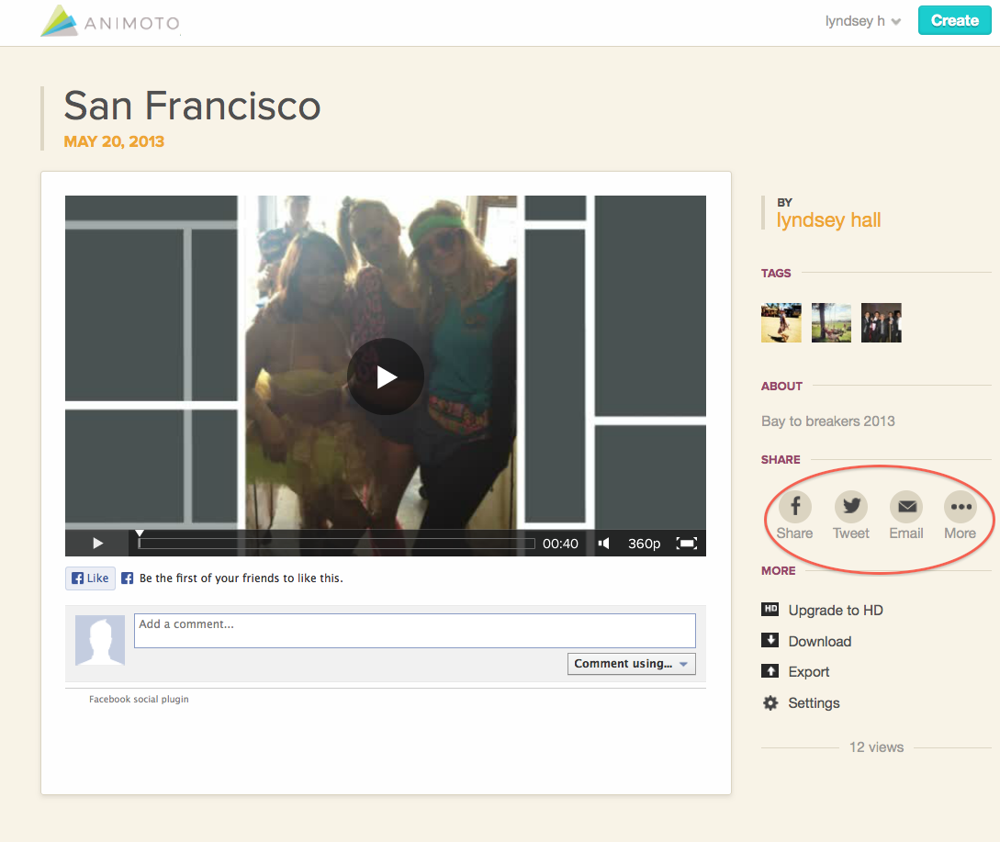 ANIMOTO
lyndsey h
Create
San Francisco
MAY 20, 2013
00:40
360p
Like
Be the first of your friends to like this.
Add a comment...
Comment using...
Facebook social plugin
BY
lyndsey hall
TAGS
ABOUT
Bay to breakers 2013
SHARE
Share Tweet Email More
MORE
HD Upgrade to HD
Download
Export
Settings
12 views